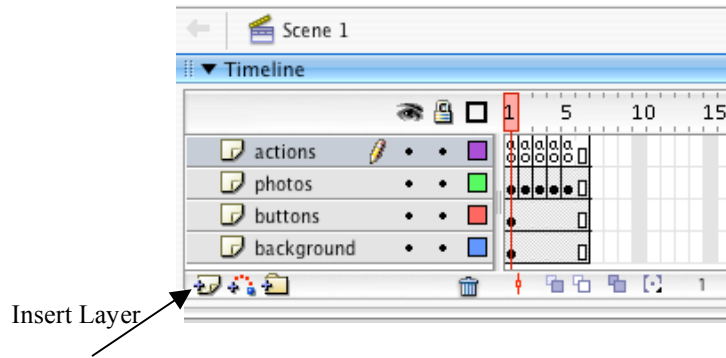 Scene 1
Timeline
1 5 10 15
actions
a a a a a
photos
buttons
background
1
Insert Layer